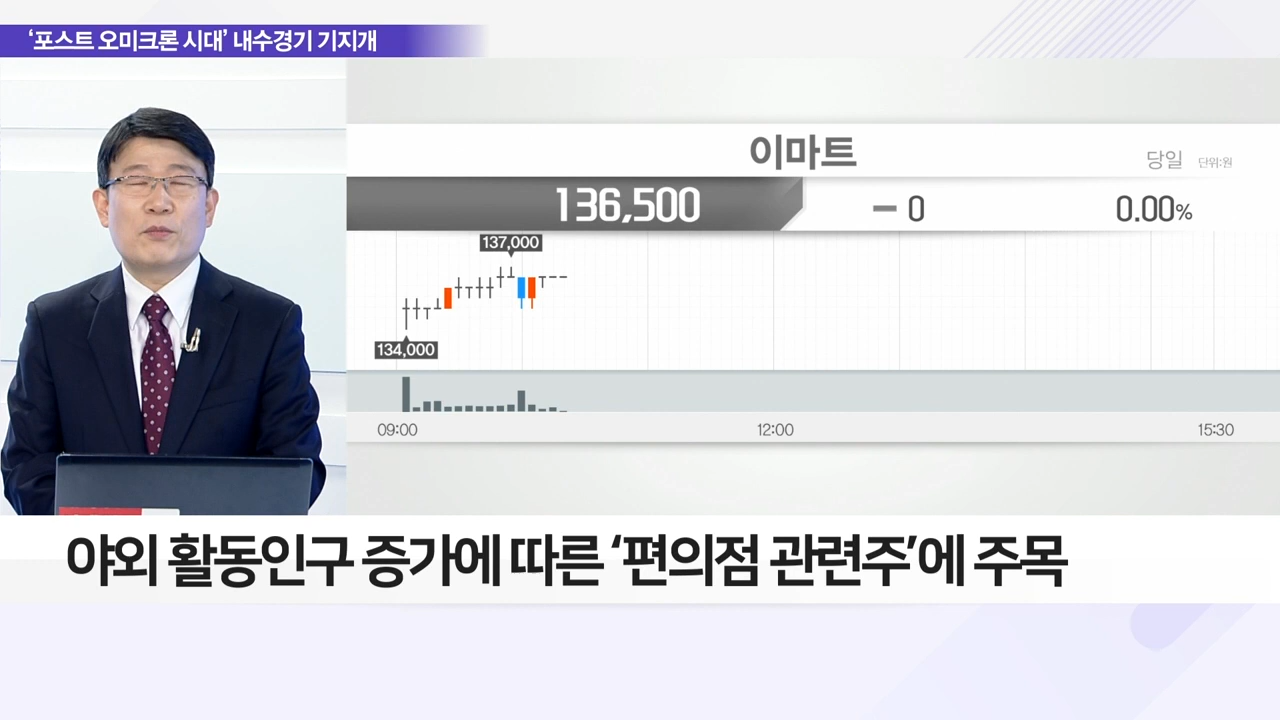 ‘포스트 오미크론 시대’ 내수경기 기지개
이마트
당일 단위:원
136,500 0 0.00%
137,000
134,000
09:00 12:00 15:30
야외 활동인구 증가에 따른 ‘편의점 관련주’에 주목